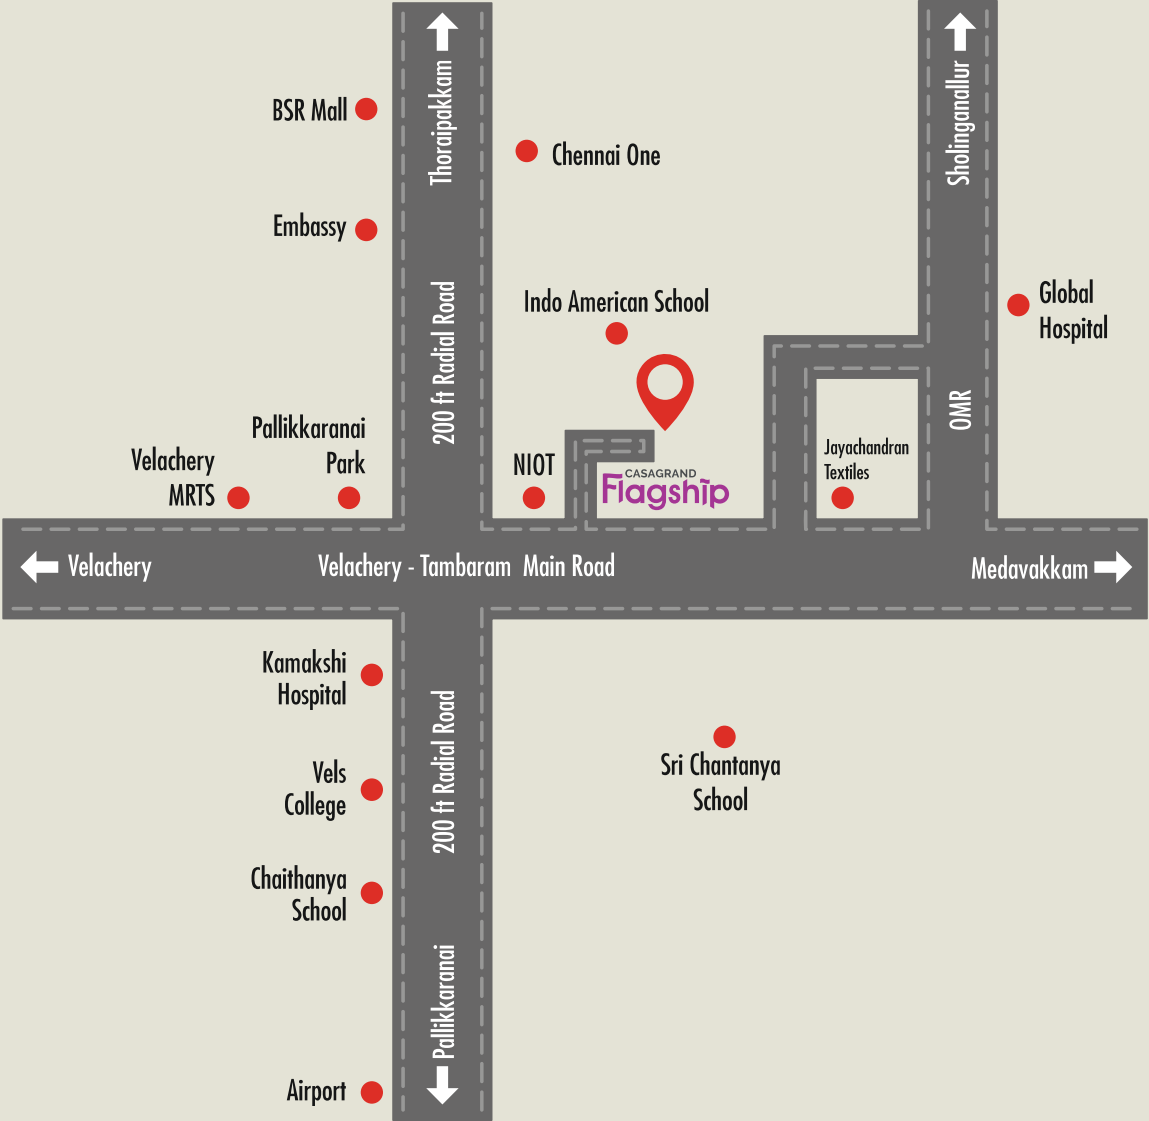 BSR Mall
Thoraipakkam
Chennai One
Sholinganallur
Embassy
200 ft Radial Road
Indo American School
Global
Hospital
OMR
Pallikkaranai
Park
Velachery
MRTS
NIOT
CASAGRAND
Flagship
Jayachandran
Textiles
Velachery
Velachery - Tambaram Main Road
Medavakkam
Kamakshi
Hospital
200 ft Radial Road
Vels
College
Sri Chantanya
School
Chaithanya
School
Pallikkaranai
Airport